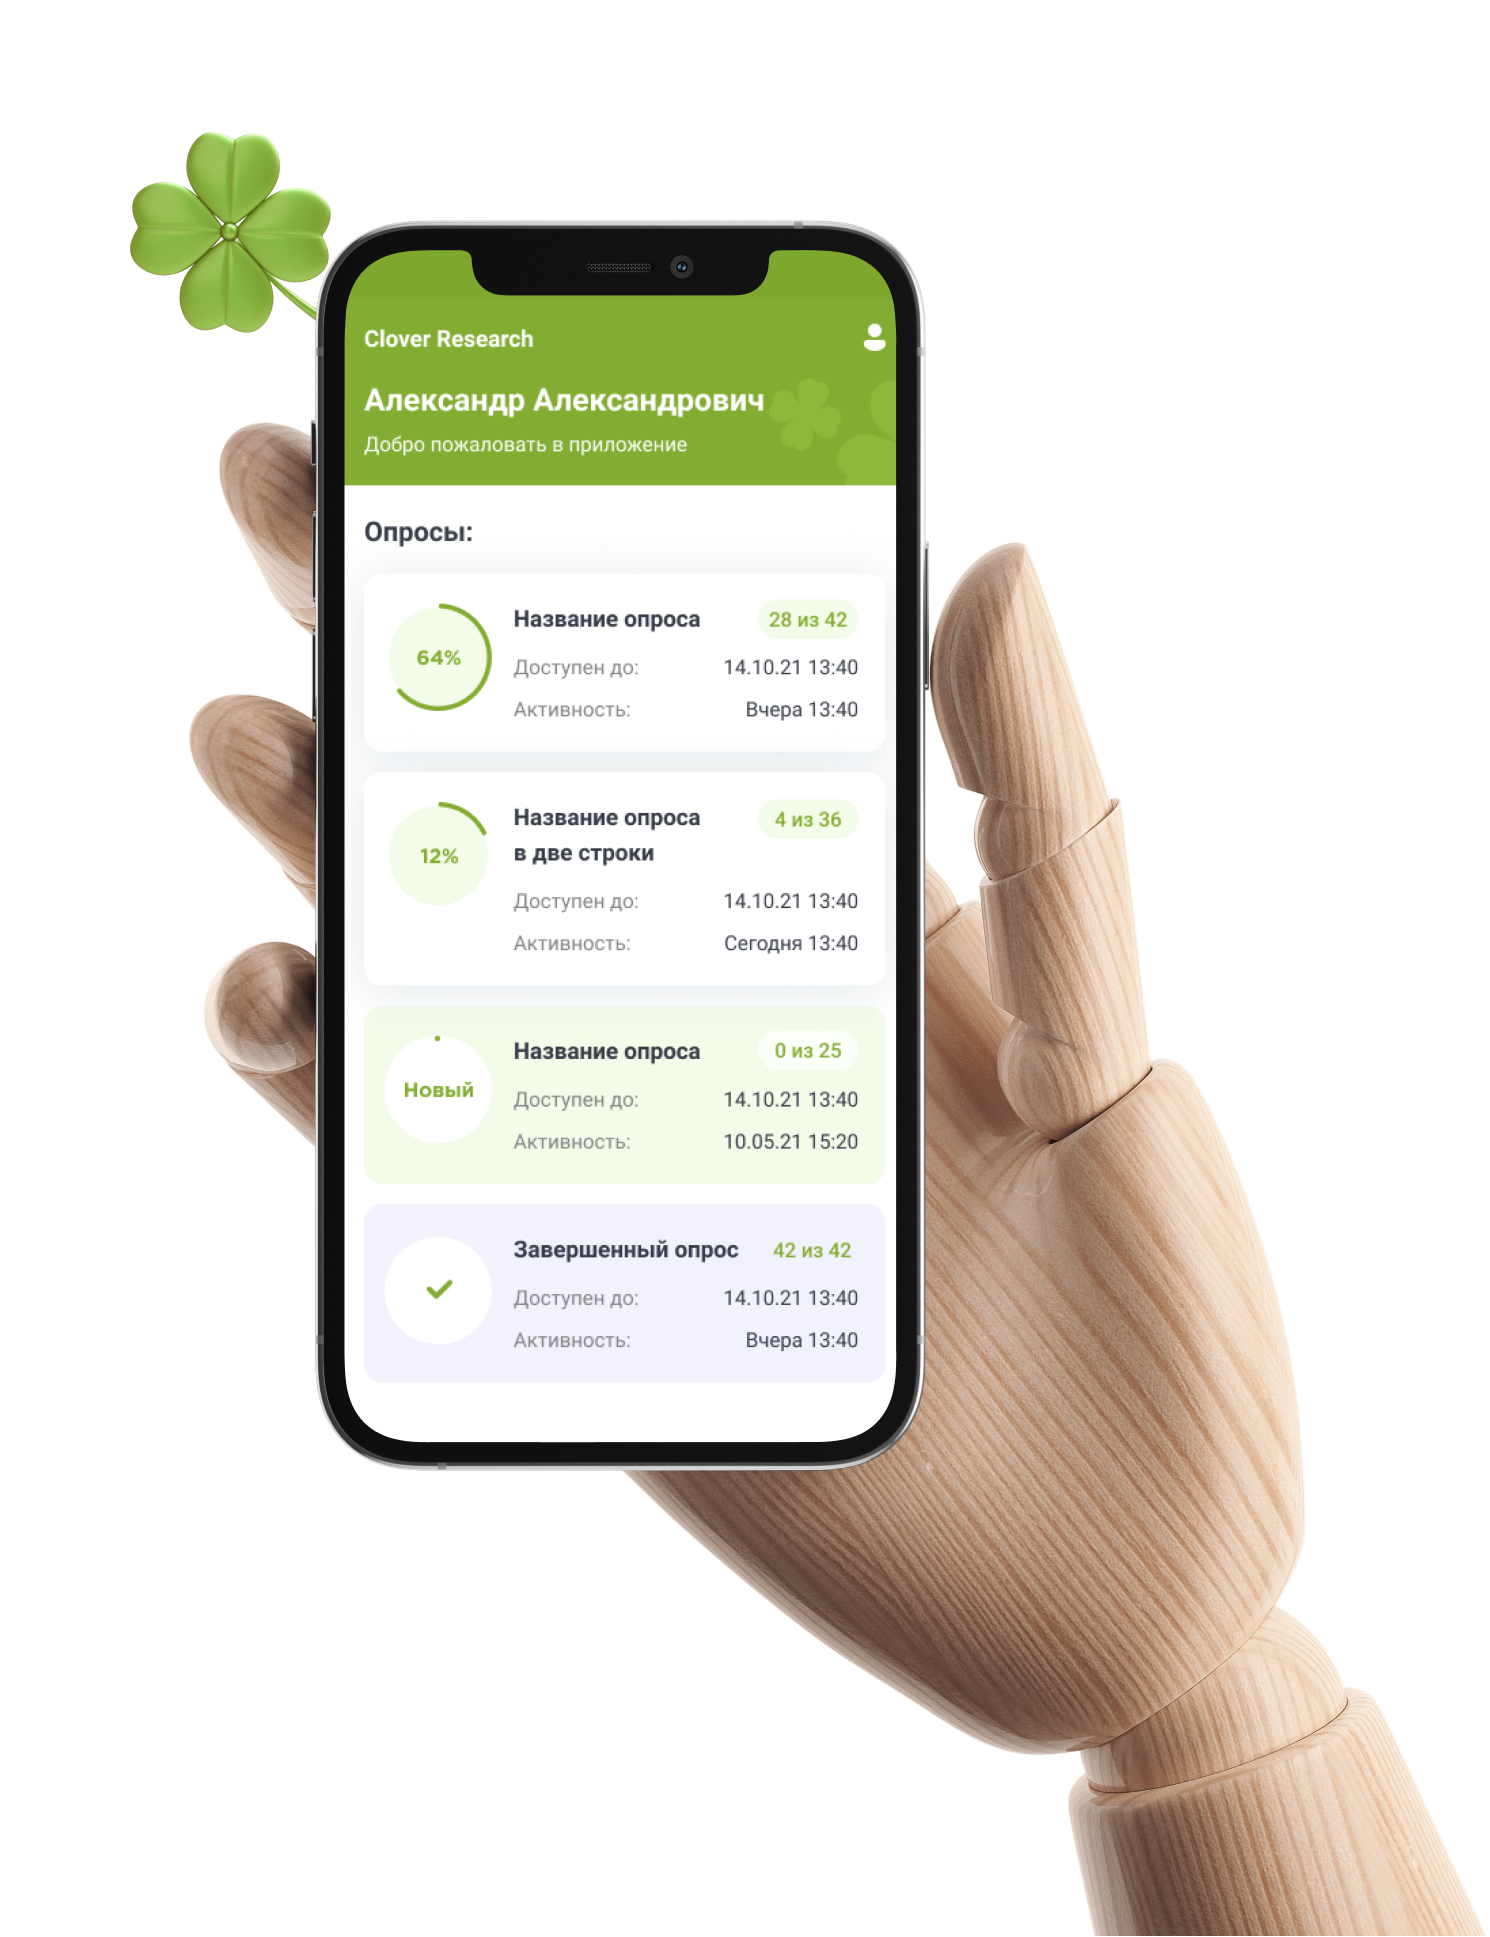 Clover Research
Александр Александрович
Добро пожаловать в приложение
Опросы:
64%
Название опроса
28 из 42
Доступен до: 14.10.21 13:40
Активность: Вчера 13:40
12%
Название опроса
в две строки
4 из 36
Доступен до: 14.10.21 13:40
Активность: Сегодня 13:40
Новый
Название опроса
0 из 25
Доступен до: 14.10.21 13:40
Активность: 10.05.21 15:20
Завершенный опрос
42 из 42
Доступен до: 14.10.21 13:40
Активность: Вчера 13:40